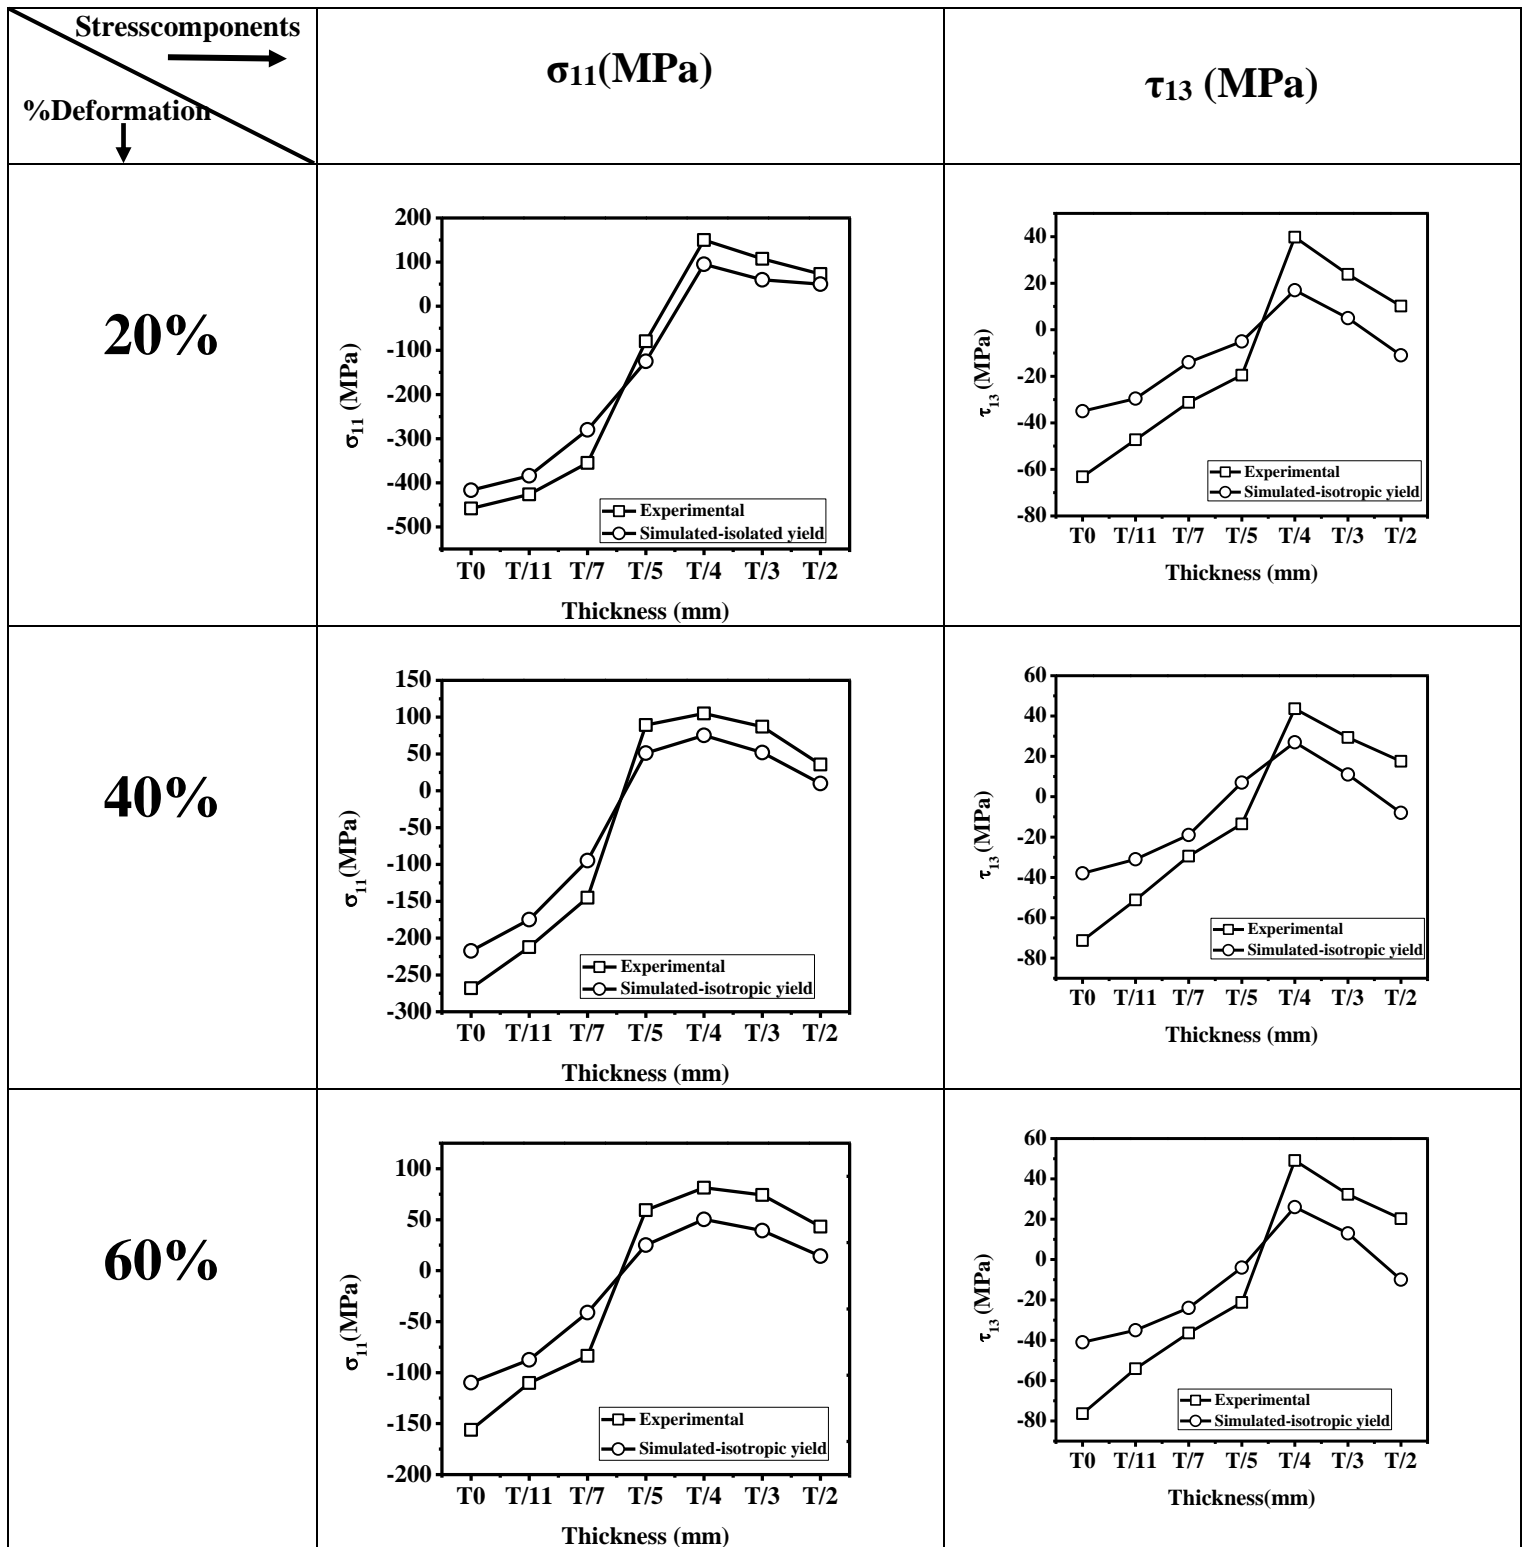 Stresscomponents
%Deformation
σ11(MPa)
τ13 (MPa)
20%
200
100
0
-100
-200
-300
-400
-500
σ11 (MPa)
Experimental
Simulated-isolated yield
T0 T/11 T/7 T/5 T/4 T/3 T/2
Thickness (mm)
40
20
0
-20
-40
-60
-80
τ13 (MPa)
Experimental
Simulated-isotropic yield
T0 T/11 T/7 T/5 T/4 T/3 T/2
Thickness (mm)
40%
150
100
50
0
-50
-100
-150
-200
-250
-300
σ11(MPa)
Experimental
Simulated-isotropic yield
T0 T/11 T/7 T/5 T/4 T/3 T/2
Thickness (mm)
60
40
20
0
-20
-40
-60
-80
τ13 (MPa)
Experimental
Simulated-isotropic yield
T0 T/11 T/7 T/5 T/4 T/3 T/2
Thickness (mm)
60%
100
50
0
-50
-100
-150
-200
σ11(MPa)
Experimental
Simulated-isotropic yield
T0 T/11 T/7 T/5 T/4 T/3 T/2
Thickness (mm)
60
40
20
0
-20
-40
-60
-80
τ13 (MPa)
Experimental
Simulated-isotropic yield
T0 T/11 T/7 T/5 T/4 T/3 T/2
Thickness(mm)